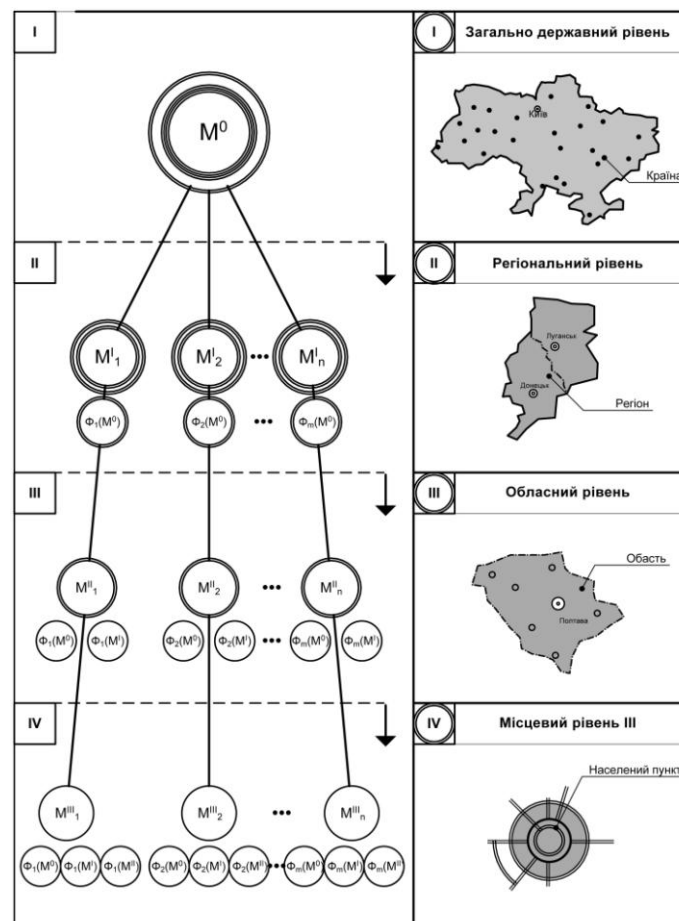 I
M⁰
I Загально державний рівень
Київ
Країна
II
Mᴵ₁ Mᴵ₂ ••• Mᴵₙ
Ф₁(M⁰) Ф₂(M⁰) ••• Фₘ(M⁰)
II Регіональний рівень
Луганськ
Донецьк
Регіон
III
Mᴵᴵ₁ Mᴵᴵ₂ ••• Mᴵᴵₙ
Ф₁(M⁰) Ф₁(Mᴵ) Ф₂(M⁰) Ф₂(Mᴵ) ••• Фₘ(M⁰) Фₘ(Mᴵ)
III Обласний рівень
Обасть
Полтава
IV
Mᴵᴵᴵ₁ Mᴵᴵᴵ₂ ••• Mᴵᴵᴵₙ
Ф₁(M⁰) Ф₁(Mᴵ) Ф₁(Mᴵᴵ) Ф₂(M⁰) Ф₂(Mᴵ) Ф₂(Mᴵᴵ) ••• Фₘ(M⁰) Фₘ(Mᴵ) Фₘ(Mᴵᴵ)
IV Місцевий рівень III
Населений пункт